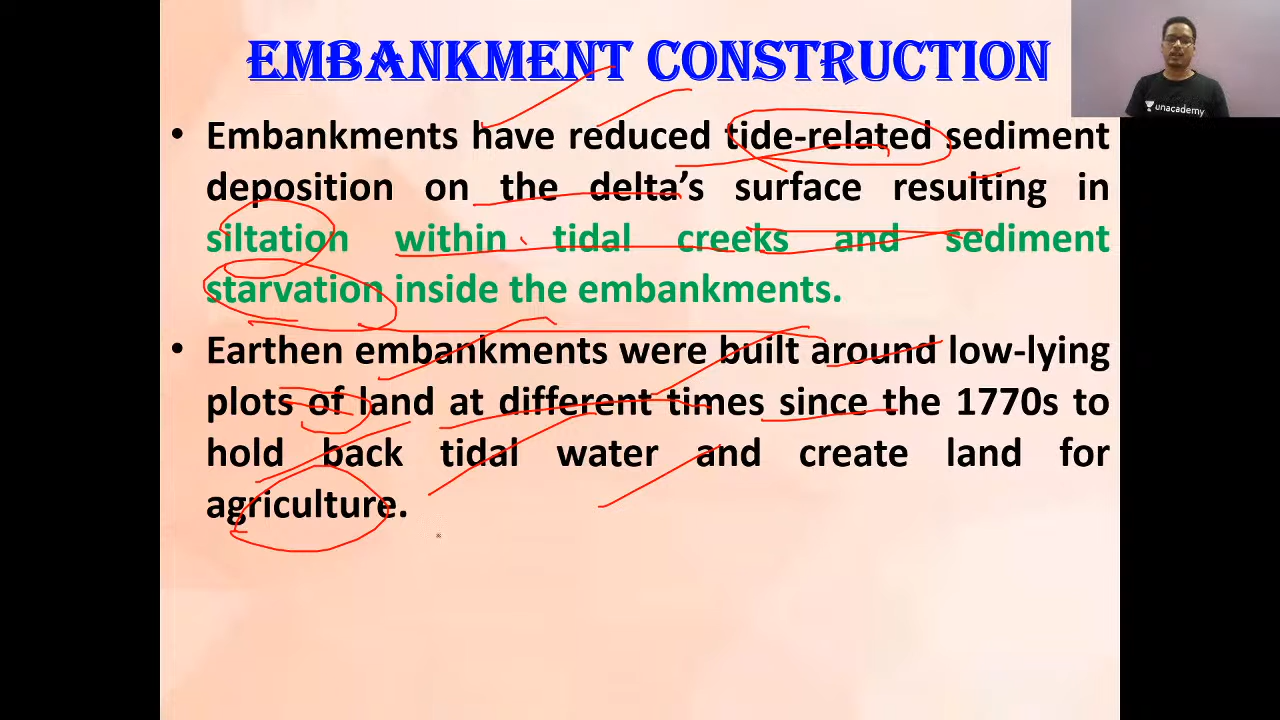 EMBANKMENT CONSTRUCTION
unacademy
• Embankments have reduced tide-related sediment
deposition on the delta's surface resulting in
siltation within tidal creeks and sediment
starvation inside the embankments.
• Earthen embankments were built around low-lying
plots of land at different times since the 1770s to
hold back tidal water and create land for
agriculture.